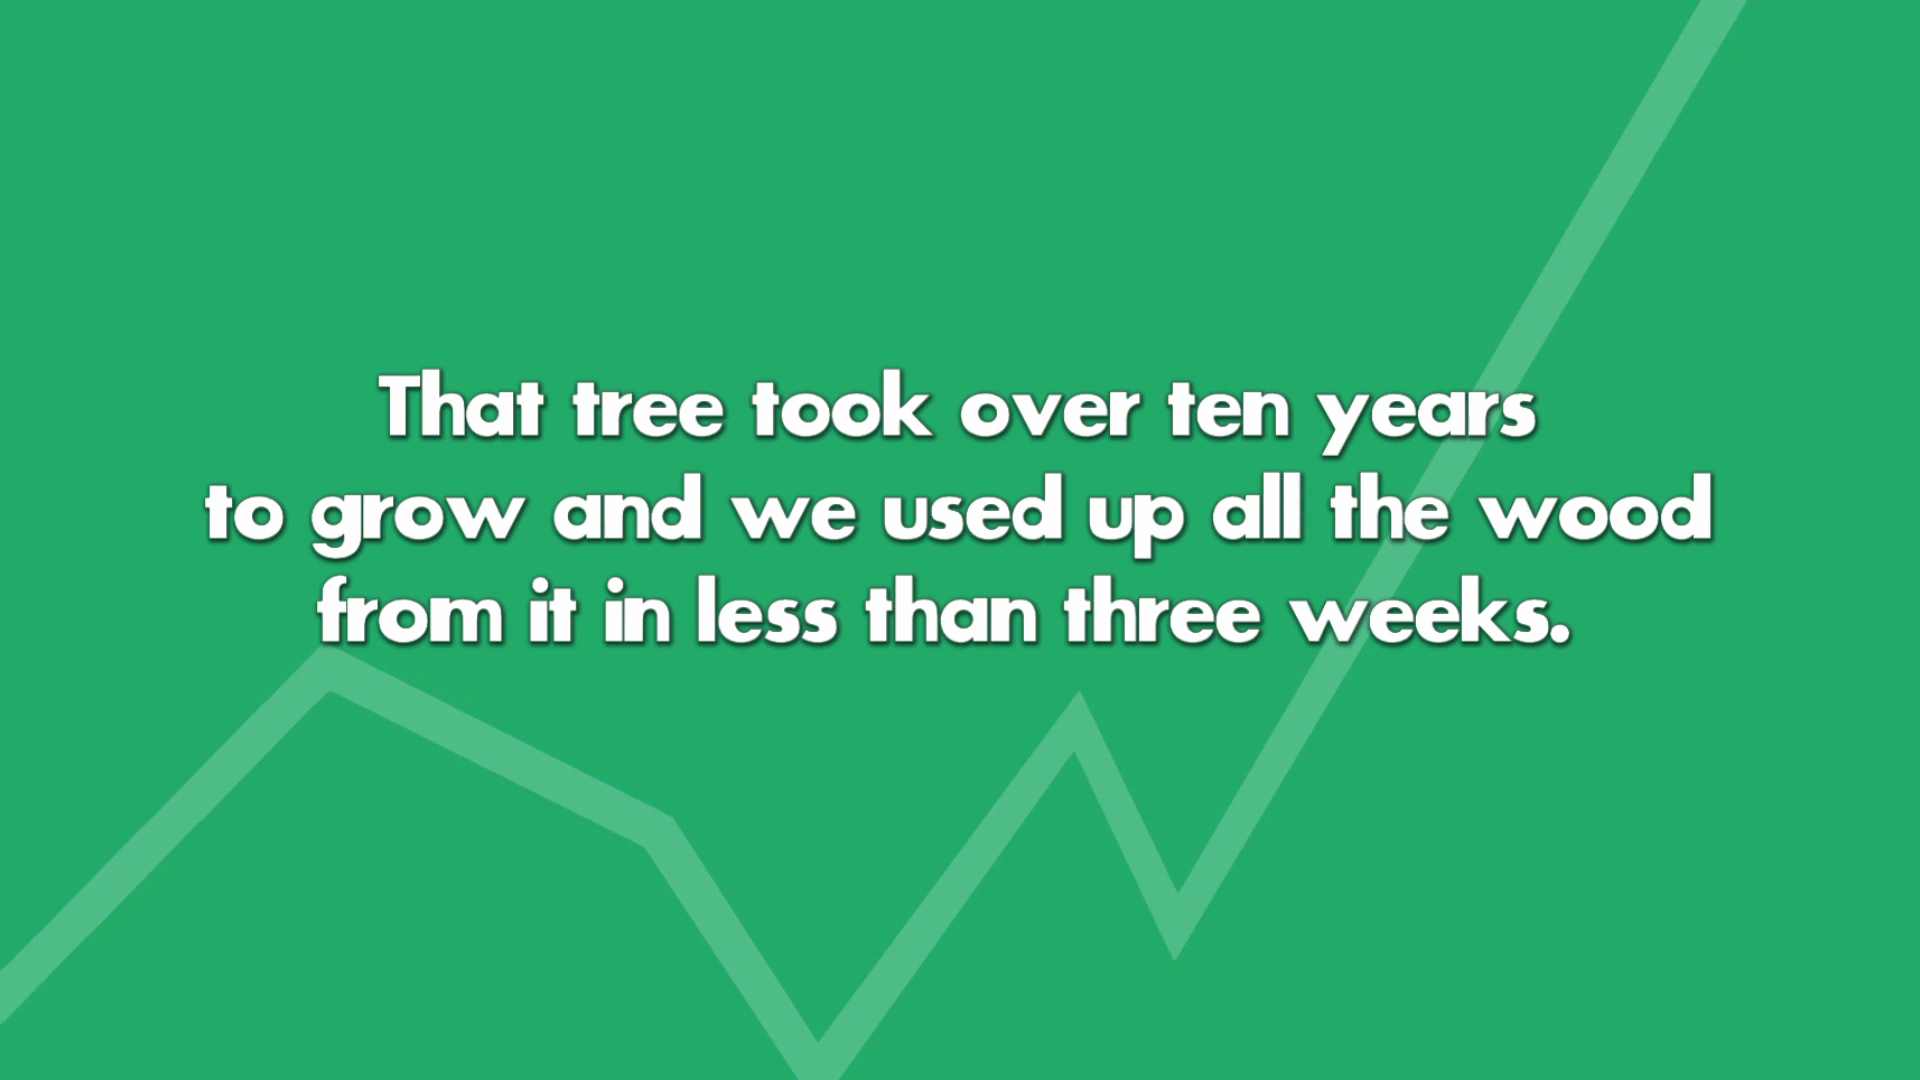 That tree took over ten years
to grow and we used up all the wood
from it in less than three weeks.